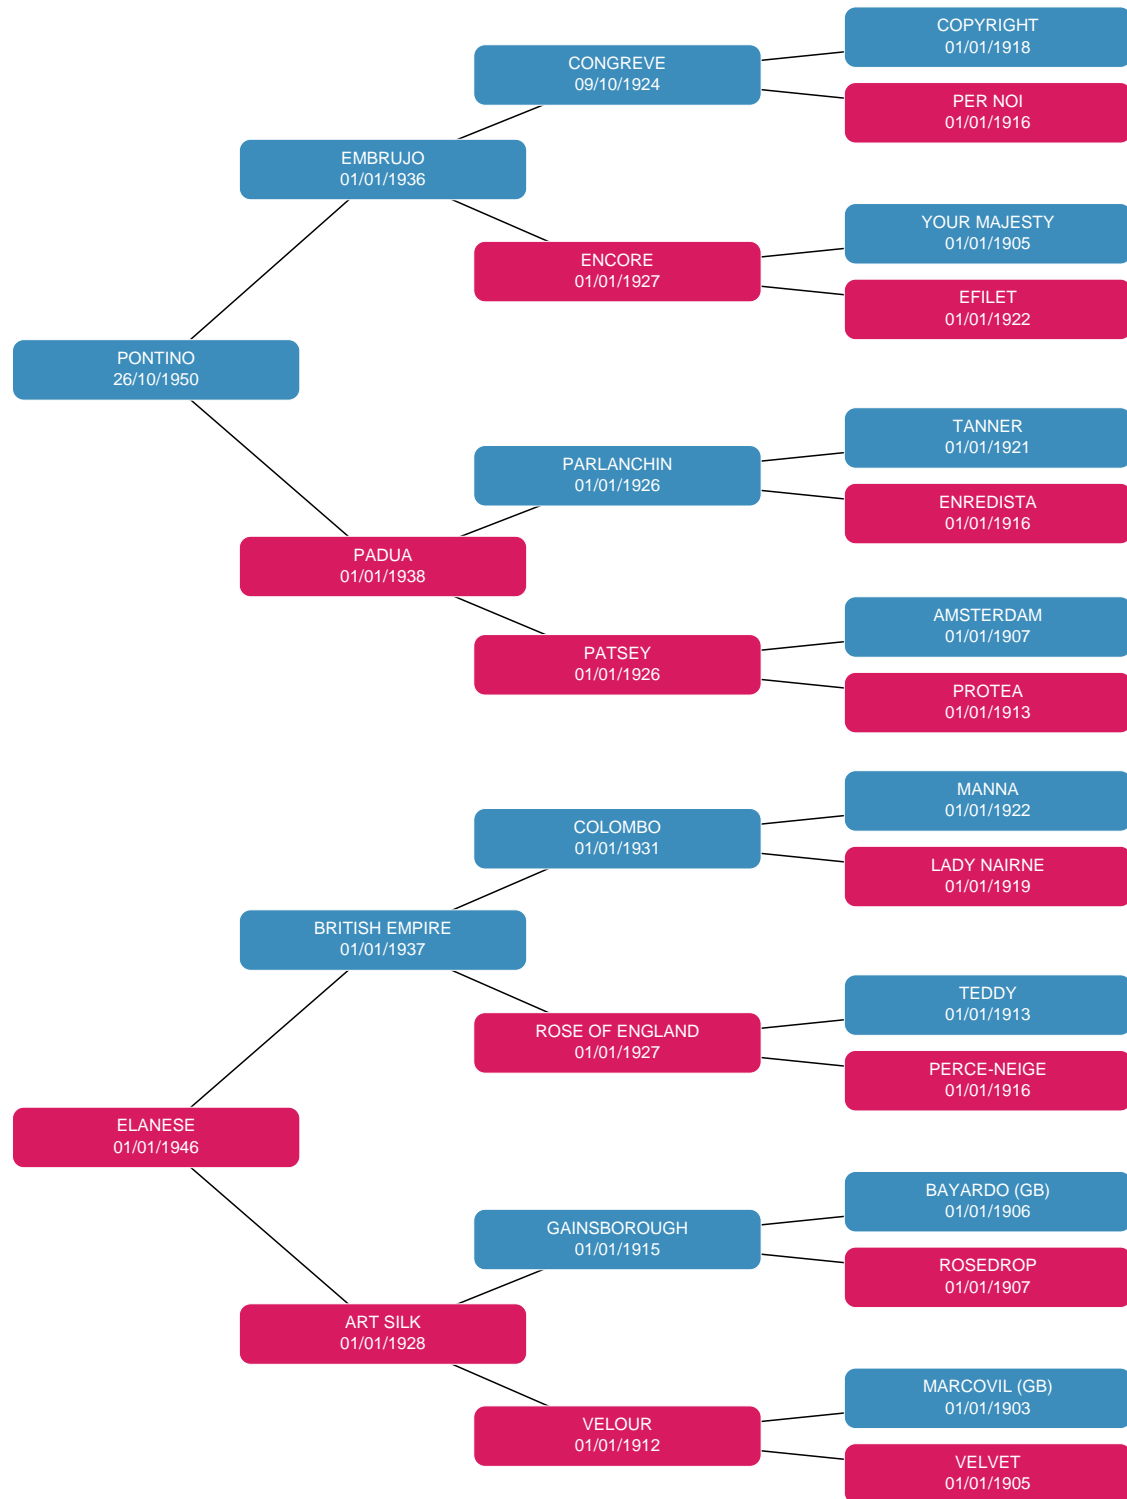 COPYRIGHT
01/01/1918
CONGREVE
09/10/1924
PER NOI
01/01/1916
EMBRUJO
01/01/1936
YOUR MAJESTY
01/01/1905
ENCORE
01/01/1927
EFILET
01/01/1922
PONTINO
26/10/1950
TANNER
01/01/1921
PARLANCHIN
01/01/1926
ENREDISTA
01/01/1916
PADUA
01/01/1938
AMSTERDAM
01/01/1907
PATSEY
01/01/1926
PROTEA
01/01/1913
MANNA
01/01/1922
COLOMBO
01/01/1931
LADY NAIRNE
01/01/1919
BRITISH EMPIRE
01/01/1937
TEDDY
01/01/1913
ROSE OF ENGLAND
01/01/1927
PERCE-NEIGE
01/01/1916
ELANESE
01/01/1946
BAYARDO (GB)
01/01/1906
GAINSBOROUGH
01/01/1915
ROSEDROP
01/01/1907
ART SILK
01/01/1928
MARCOVIL (GB)
01/01/1903
VELOUR
01/01/1912
VELVET
01/01/1905